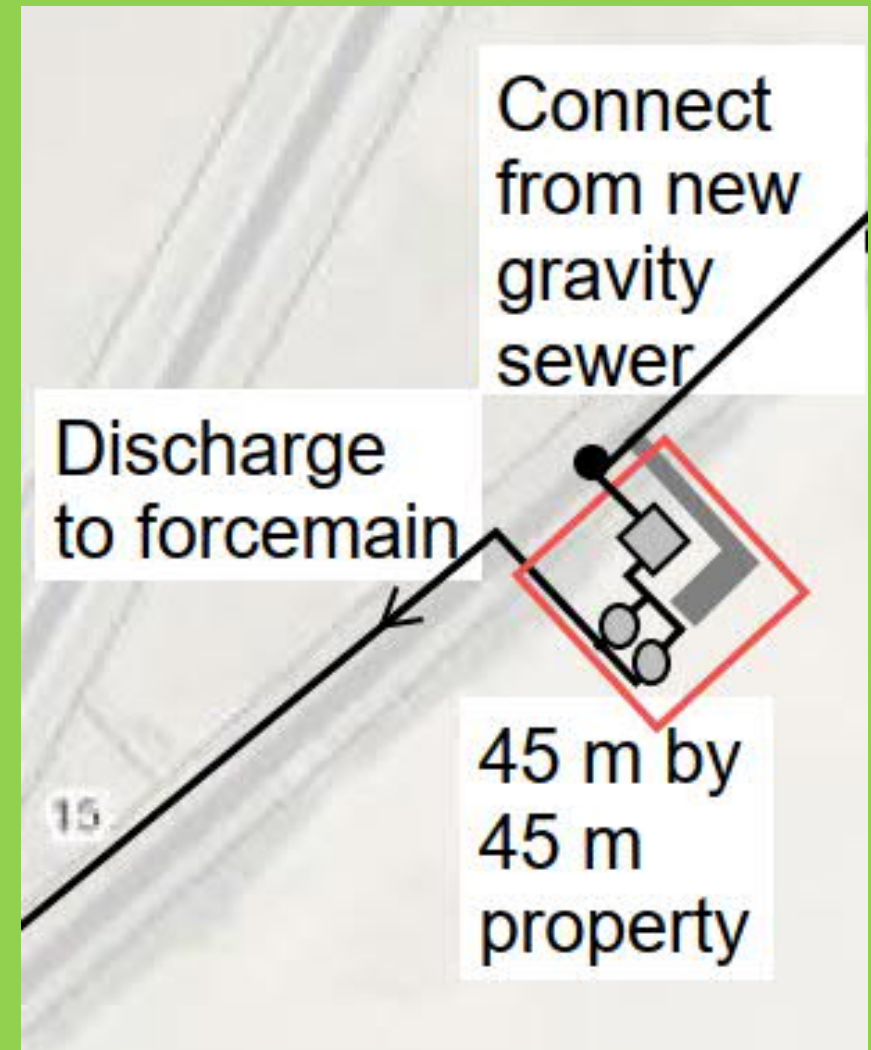 Connect
from new
gravity
sewer
Discharge
to forcemain
45 m by
45 m
property
15